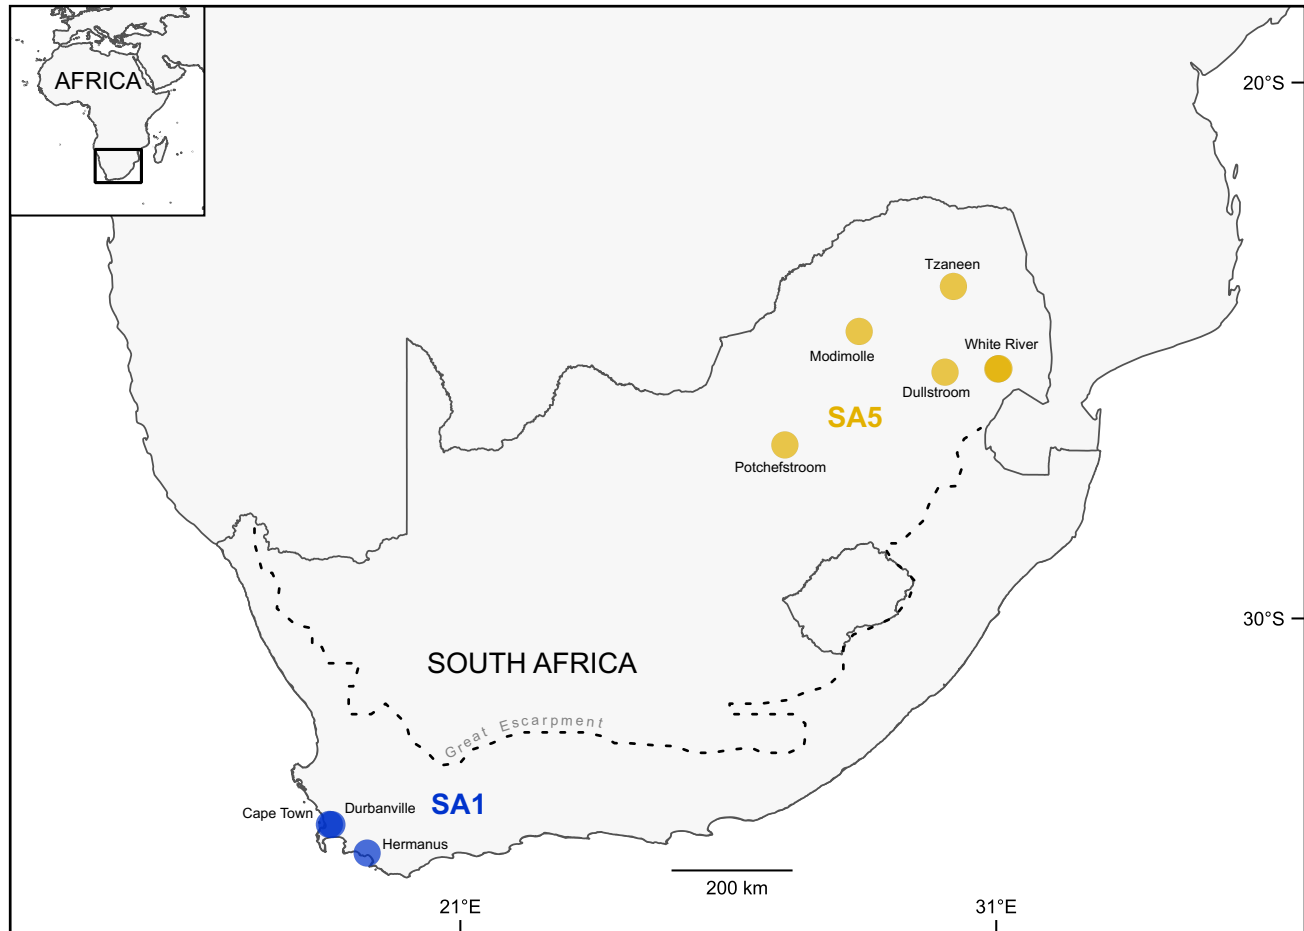 AFRICA
20°S
Tzaneen
White River
Modimolle
Dullstroom
SA5
Potchefstroom
30°S
SOUTH AFRICA
Great Escarpment
SA1
Durbanville
Cape Town
Hermanus
200 km
21°E
31°E